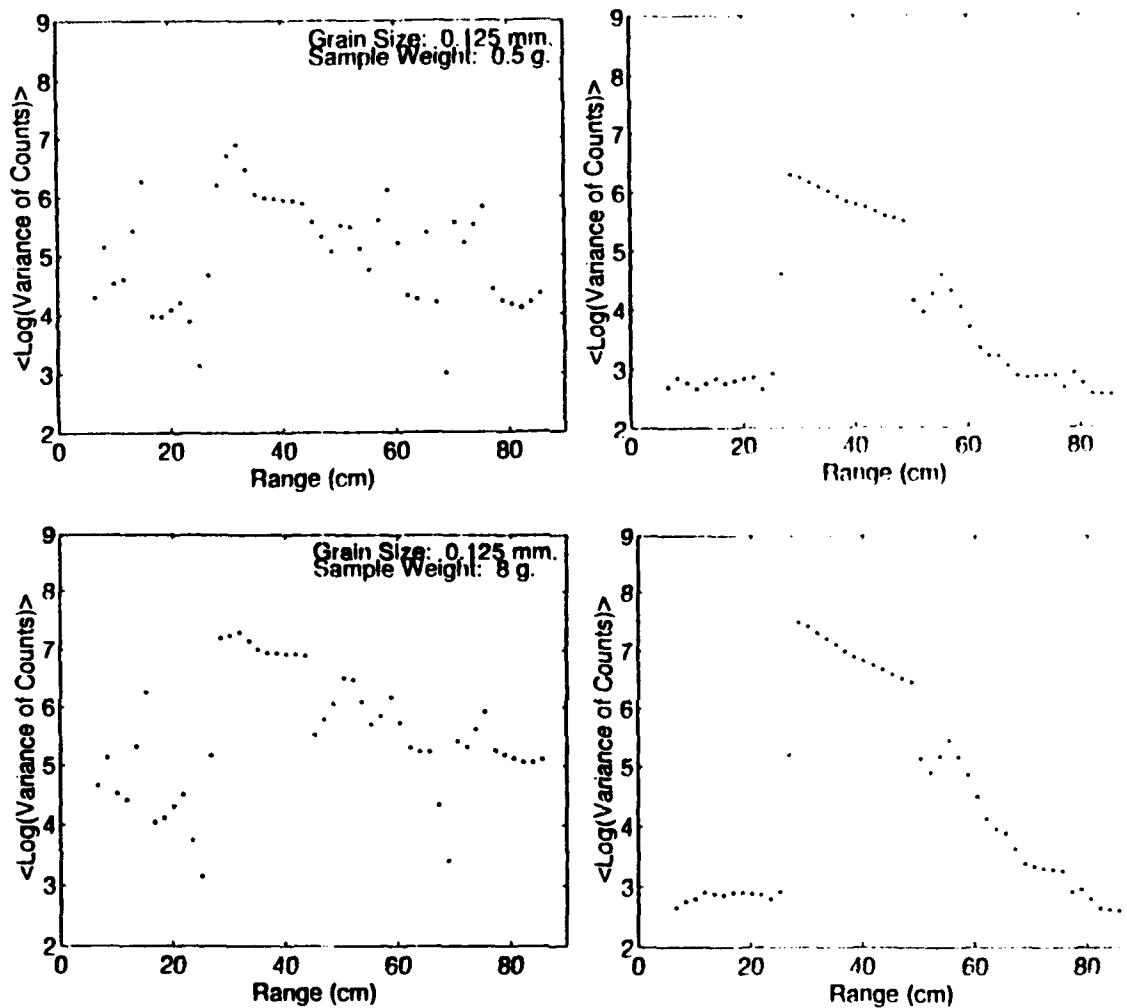 Grain Size: 0.125 mm.
Sample Weight: 0.5 g.
<Log(Variance of Counts)>
9
8
7
6
5
4
3
2
0 20 40 60 80
Range (cm)
<Log(Variance of Counts)>
9
8
7
6
5
4
3
2
0 20 40 60 80
Range (cm)
Grain Size: 0.125 mm.
Sample Weight: 8 g.
<Log(Variance of Counts)>
9
8
7
6
5
4
3
2
0 20 40 60 80
Range (cm)
<Log(Variance of Counts)>
9
8
7
6
5
4
3
2
0 20 40 60 80
Range (cm)